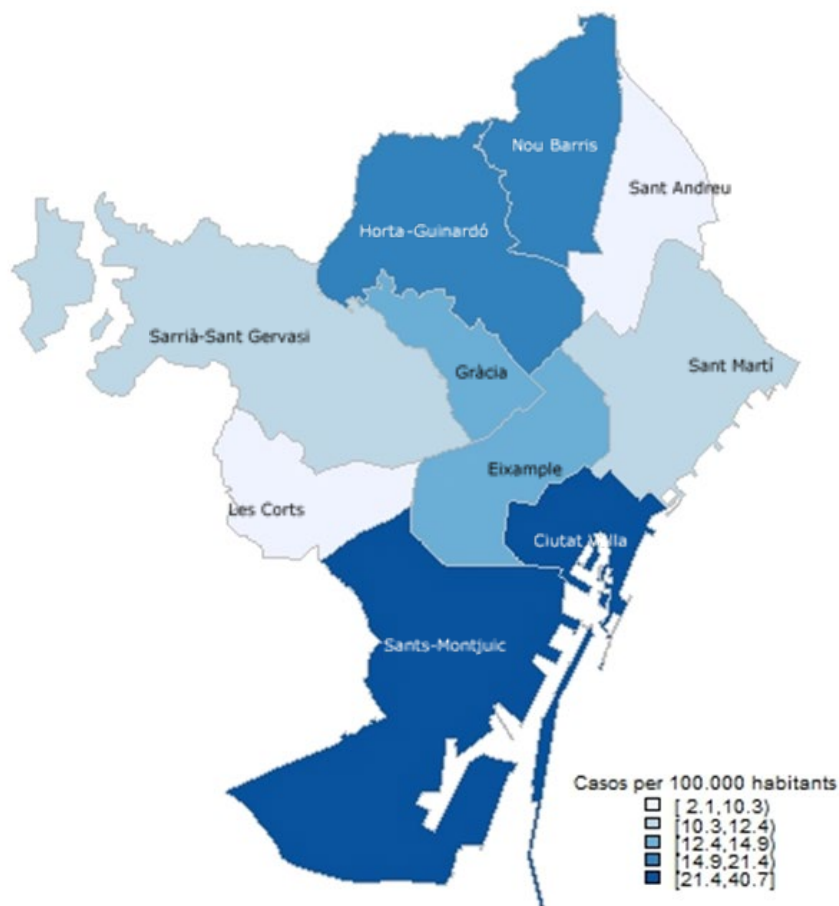 Nou Barris
Sant Andreu
Horta-Guinardó
Sarrià-Sant Gervasi
Sant Martí
Gràcia
Eixample
Les Corts
Ciutat Vella
Sants-Montjuic
Casos per 100.000 habitants
[ 2.1,10.3)
[10.3,12.4)
[12.4,14.9)
[14.9,21.4)
[21.4,40.7]